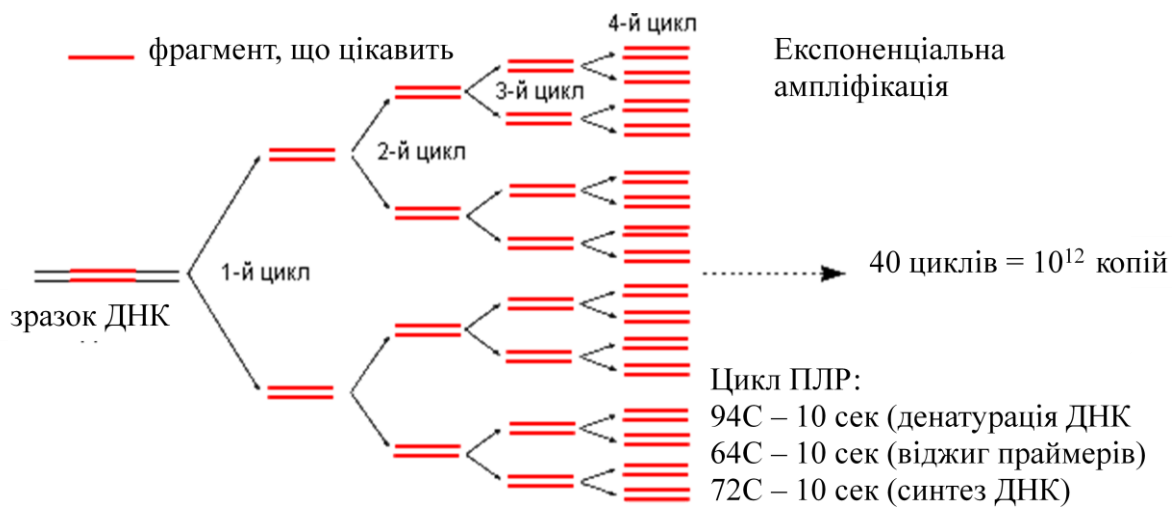 фрагмент, що цікавить
4-й цикл
Експоненціальна
ампліфікація
3-й цикл
2-й цикл
1-й цикл
40 циклів = 10¹² копій
зразок ДНК
Цикл ПЛР:
94С – 10 сек (денатурація ДНК
64С – 10 сек (віджиг праймерів)
72С – 10 сек (синтез ДНК)